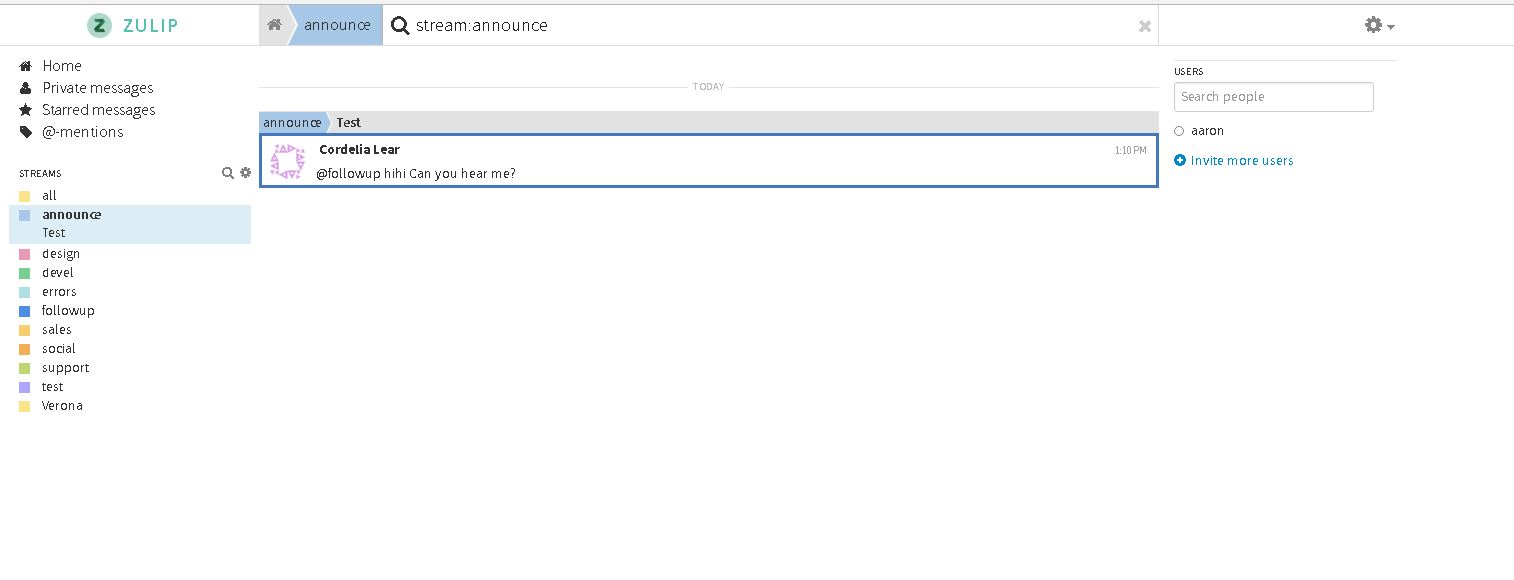 ZULIP
announce
stream:announce
Home
Private messages
Starred messages
@-mentions
STREAMS
all
announce
Test
design
devel
errors
followup
sales
social
support
test
Verona
TODAY
announce Test
Cordelia Lear 1:10 PM
@followup hihi Can you hear me?
USERS
Search people
aaron
Invite more users